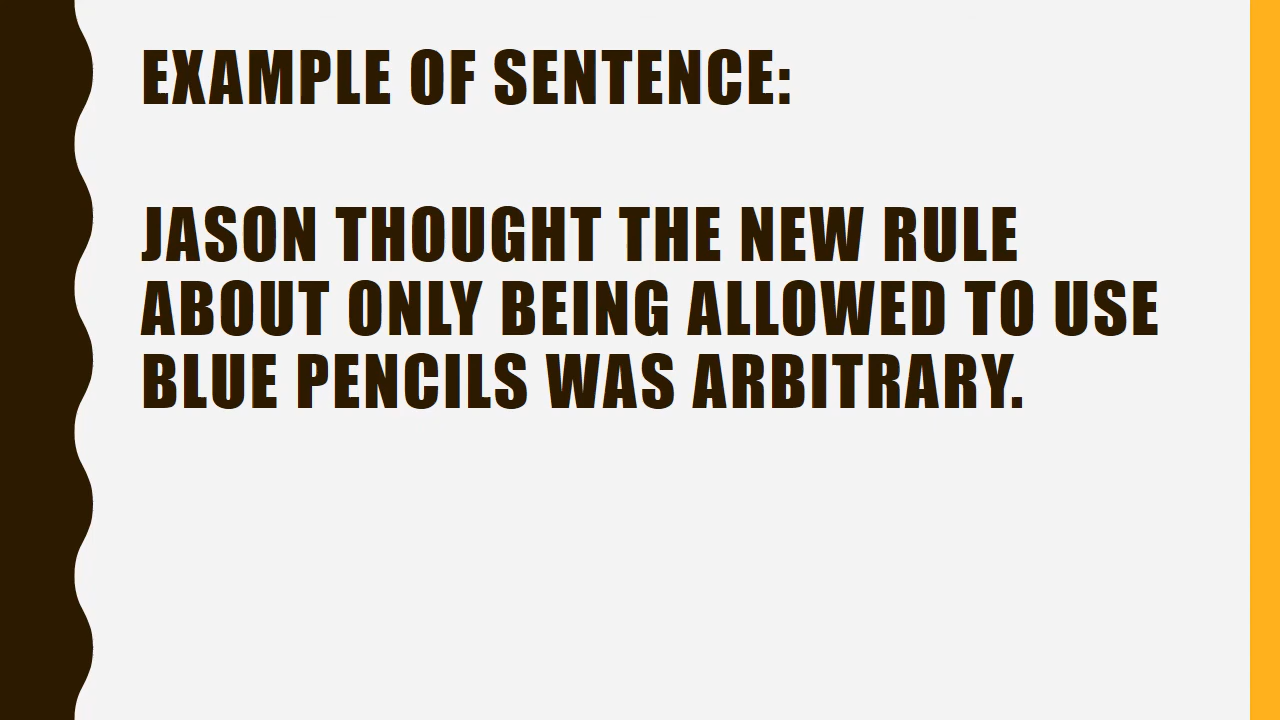 EXAMPLE OF SENTENCE:
JASON THOUGHT THE NEW RULE
ABOUT ONLY BEING ALLOWED TO USE
BLUE PENCILS WAS ARBITRARY.